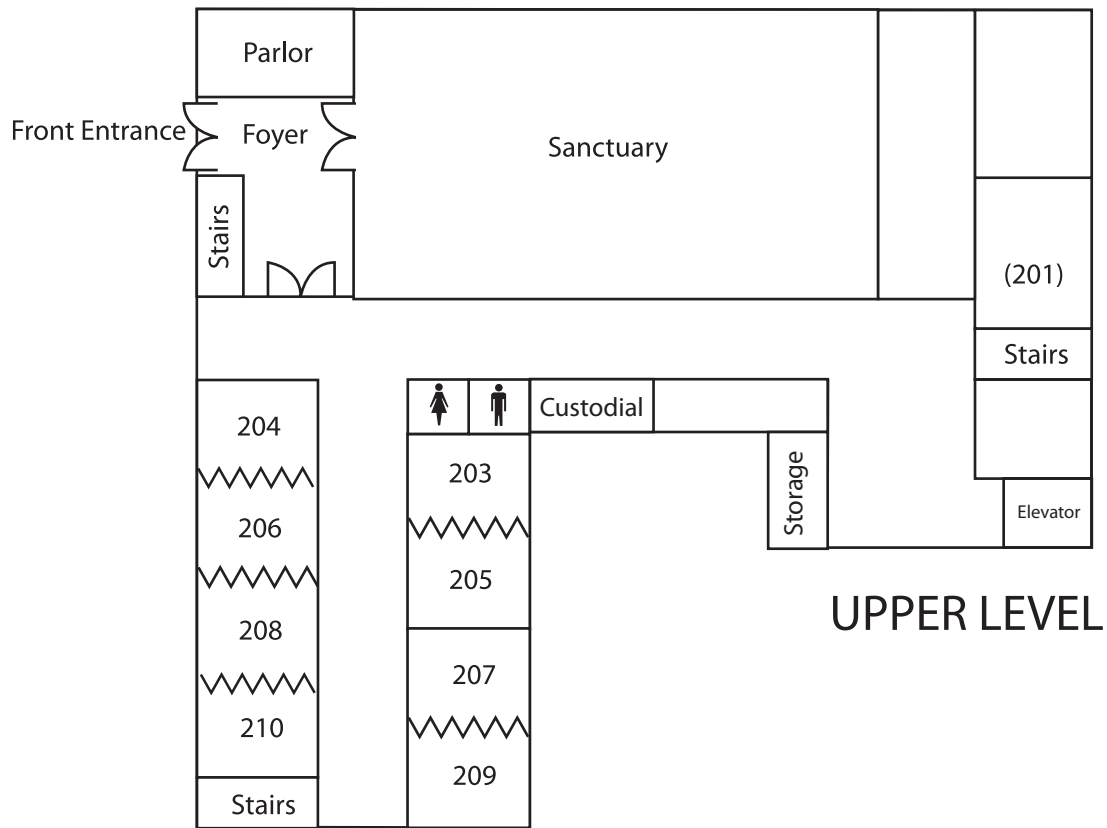 Parlor
Front Entrance
Foyer
Sanctuary
Stairs
(201)
Stairs
Custodial
204
203
Storage
206
Elevator
205
UPPER LEVEL
208
207
210
209
Stairs